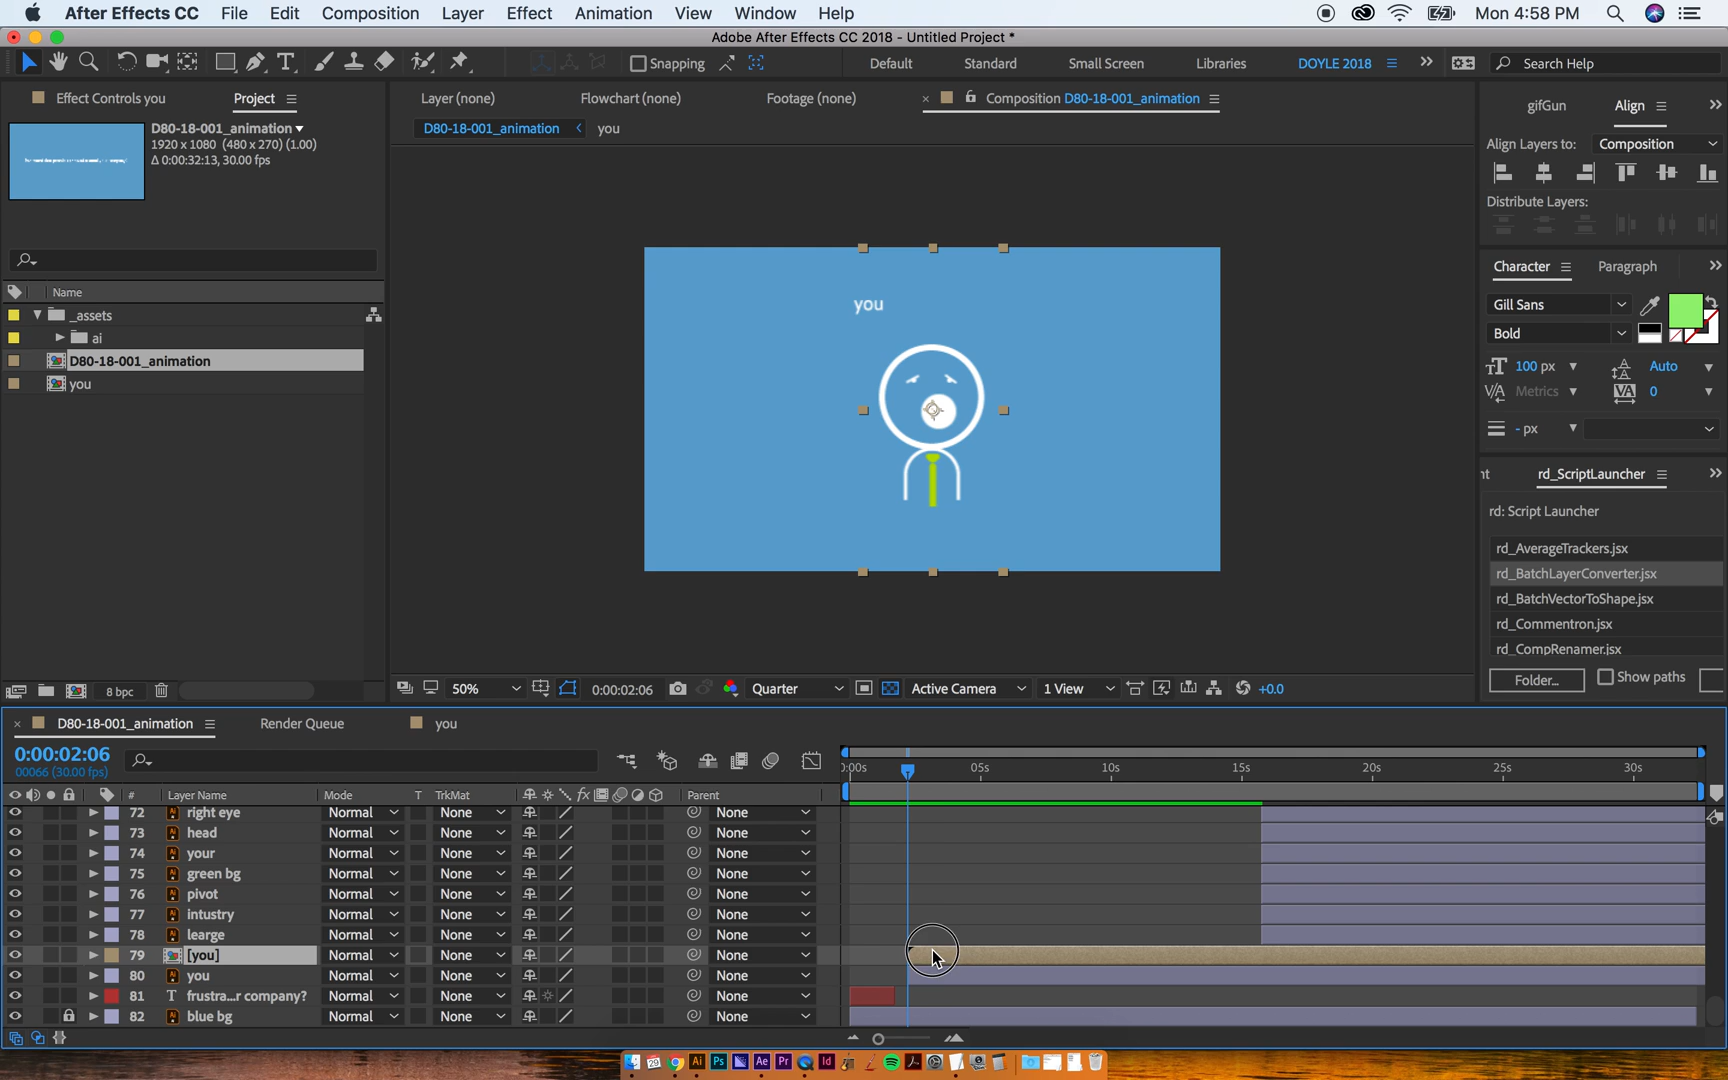 After Effects CC File Edit Composition Layer Effect Animation View Window Help Mon 4:58 PM
Adobe After Effects CC 2018 - Untitled Project *
Snapping Default Standard Small Screen Libraries DOYLE 2018 Search Help
Effect Controls you Project
Layer (none) Flowchart (none) Footage (none) Composition D80-18-001_animation
gifGun Align
D80-18-001_animation
1920 x 1080 (480 x 270) (1.00)
Δ 0:00:32:13, 30.00 fps
D80-18-001_animation you
Align Layers to: Composition
Distribute Layers:
Name
_assets
ai
D80-18-001_animation
you
you
Character Paragraph
Gill Sans
Bold
100 px Auto
Metrics 0
- px
nt rd_ScriptLauncher
rd: Script Launcher
rd_AverageTrackers.jsx
rd_BatchLayerConverter.jsx
rd_BatchVectorToShape.jsx
rd_Commentron.jsx
rd_CompRenamer.jsx
Folder... Show paths
8 bpc
50% 0:00:02:06 Quarter Active Camera 1 View +0.0
D80-18-001_animation Render Queue you
0:00:02:06
00066 (30.00 fps)
0:00s 05s 10s 15s 20s 25s 30s
# Layer Name Mode T TrkMat Parent
72 right eye Normal None None
73 head Normal None None
74 your Normal None None
75 green bg Normal None None
76 pivot Normal None None
77 intustry Normal None None
78 learge Normal None None
79 [you] Normal None None
80 you Normal None None
81 T frustra...r company? Normal None None
82 blue bg Normal None None